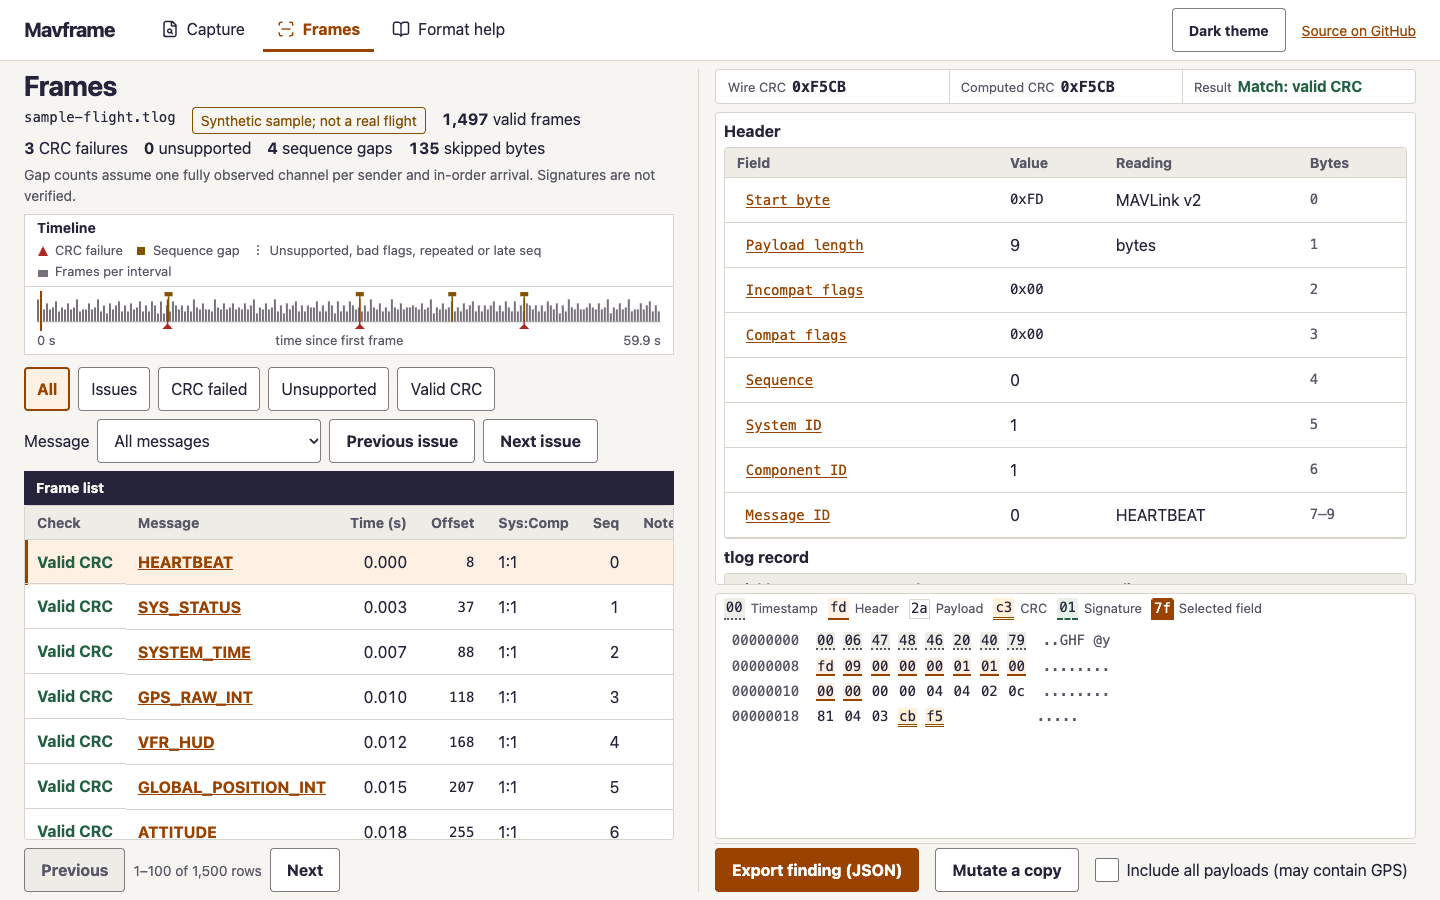 Mavframe
Capture
Frames
Format help
Dark theme
Source on GitHub
Frames
sample-flight.tlog Synthetic sample; not a real flight 1,497 valid frames
3 CRC failures 0 unsupported 4 sequence gaps 135 skipped bytes
Gap counts assume one fully observed channel per sender and in-order arrival. Signatures are not
verified.
Timeline
CRC failure Sequence gap Unsupported, bad flags, repeated or late seq
Frames per interval
0 s time since first frame 59.9 s
All Issues CRC failed Unsupported Valid CRC
Message All messages Previous issue Next issue
Frame list
Check Message Time (s) Offset Sys:Comp Seq Note
Valid CRC HEARTBEAT 0.000 8 1:1 0
Valid CRC SYS_STATUS 0.003 37 1:1 1
Valid CRC SYSTEM_TIME 0.007 88 1:1 2
Valid CRC GPS_RAW_INT 0.010 118 1:1 3
Valid CRC VFR_HUD 0.012 168 1:1 4
Valid CRC GLOBAL_POSITION_INT 0.015 207 1:1 5
Valid CRC ATTITUDE 0.018 255 1:1 6
Previous 1–100 of 1,500 rows Next
Wire CRC 0xF5CB Computed CRC 0xF5CB Result Match: valid CRC
Header
Field Value Reading Bytes
Start byte 0xFD MAVLink v2 0
Payload length 9 bytes 1
Incompat flags 0x00 2
Compat flags 0x00 3
Sequence 0 4
System ID 1 5
Component ID 1 6
Message ID 0 HEARTBEAT 7–9
tlog record
00 Timestamp fd Header 2a Payload c3 CRC 01 Signature 7f Selected field
00000000 00 06 47 48 46 20 40 79 ..GHF @y
00000008 fd 09 00 00 00 01 01 00 ........
00000010 00 00 00 00 04 04 02 0c ........
00000018 81 04 03 cb f5 .....
Export finding (JSON) Mutate a copy Include all payloads (may contain GPS)